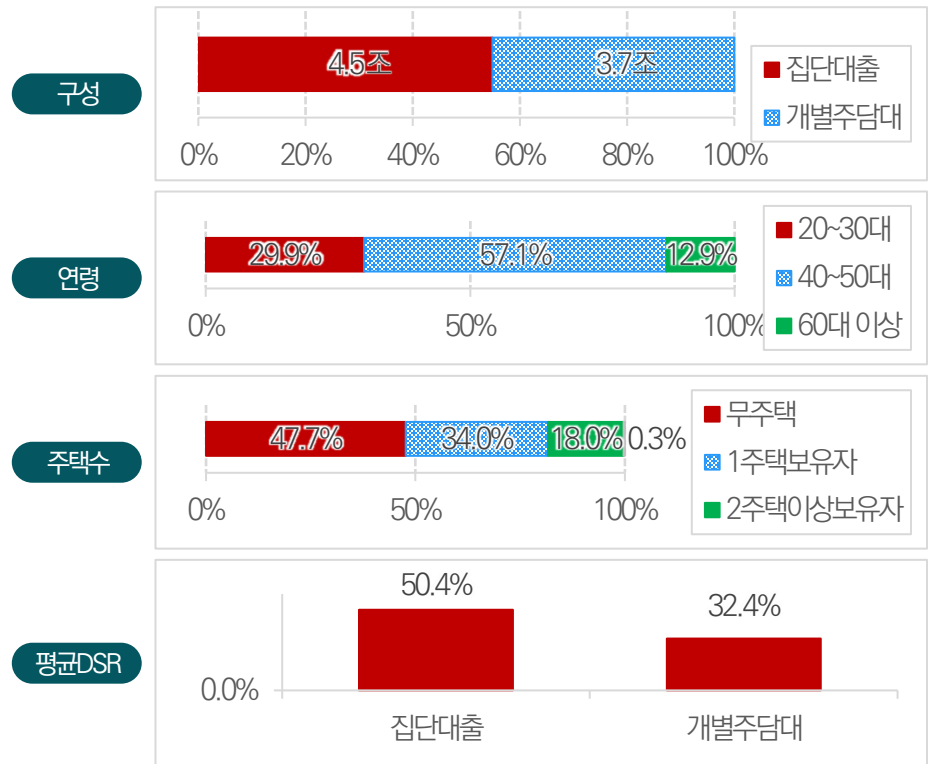 구성
4.5조 3.7조
0% 20% 40% 60% 80% 100%
집단대출
개별주담대
연령
29.9% 57.1% 12.9%
0% 50% 100%
20~30대
40~50대
60대 이상
주택수
47.7% 34.0% 18.0% 0.3%
0% 50% 100%
무주택
1주택보유자
2주택이상보유자
평균DSR
50.4% 32.4%
0.0%
집단대출 개별주담대